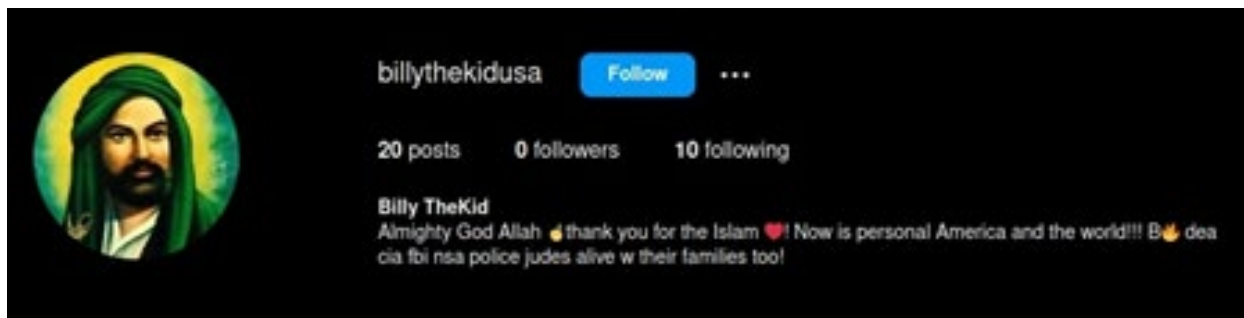 billythekidusa Follow •••
20 posts 0 followers 10 following
Billy TheKid
Almighty God Allah ☝thank you for the Islam ❤! Now is personal America and the world!!! B🔥 dea
cia fbi nsa police judes alive w their families too!